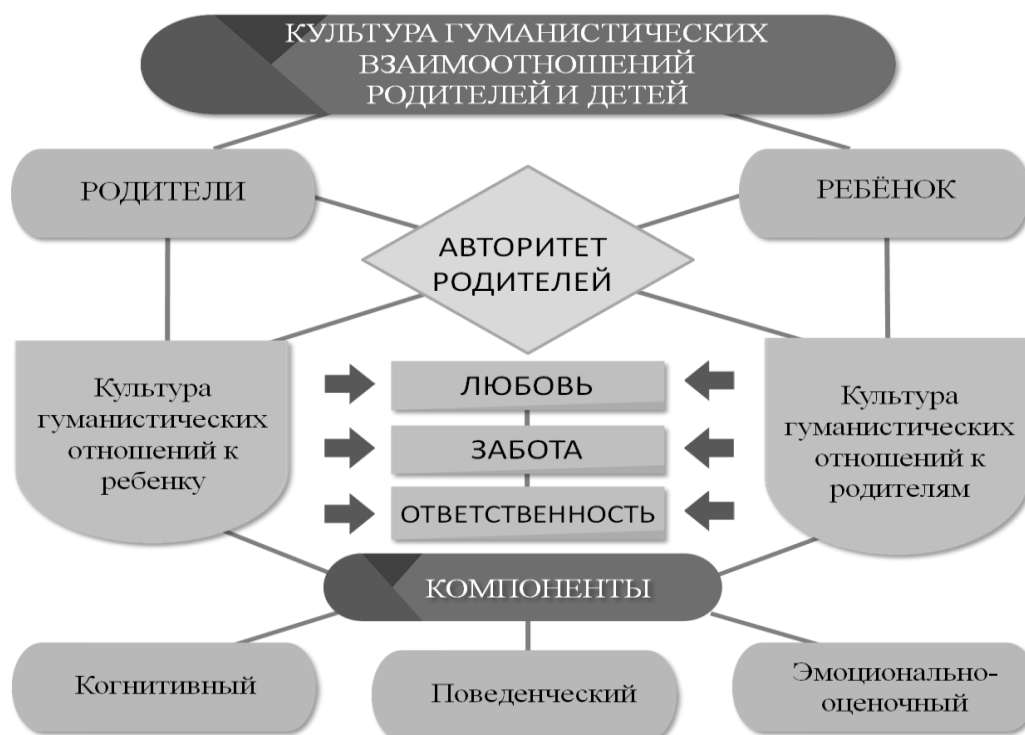 КУЛЬТУРА ГУМАНИСТИЧЕСКИХ
ВЗАИМООТНОШЕНИЙ
РОДИТЕЛЕЙ И ДЕТЕЙ
РОДИТЕЛИ
РЕБЁНОК
АВТОРИТЕТ
РОДИТЕЛЕЙ
Культура
гуманистических
отношений к
ребенку
ЛЮБОВЬ
ЗАБОТА
ОТВЕТСТВЕННОСТЬ
Культура
гуманистических
отношений к
родителям
КОМПОНЕНТЫ
Когнитивный
Поведенческий
Эмоционально-
оценочный